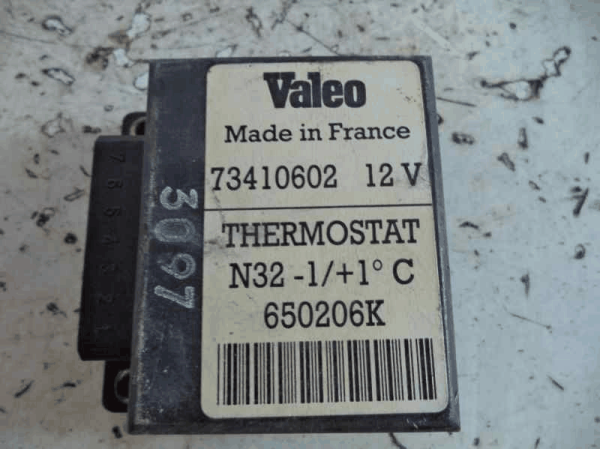 Valeo
Made in France
73410602 12 V
THERMOSTAT
N32 -1/+1° C
650206K
3097